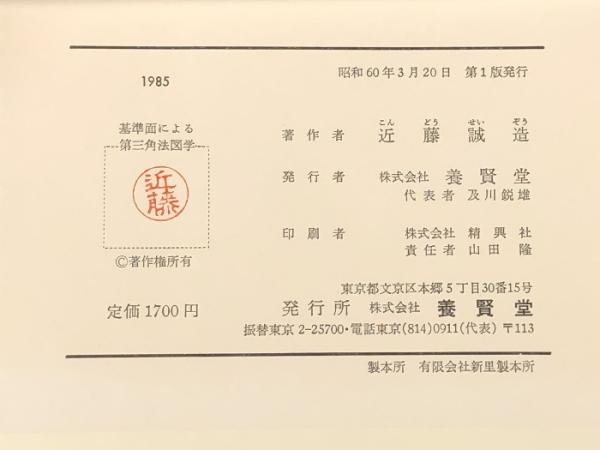 1985
昭和60年3月20日 第1版発行
基準面による
第三角法図学
近藤
©著作権所有
定価1700円
こん どう せい ぞう
著作者 近藤誠造
発行者 株式会社 養賢堂
代表者 及川鋭雄
印刷者 株式会社 精興社
責任者 山田隆
東京都文京区本郷5丁目30番15号
発行所 株式会社 養賢堂
振替東京2-25700・電話東京(814)0911(代表)〒113
製本所 有限会社新里製本所